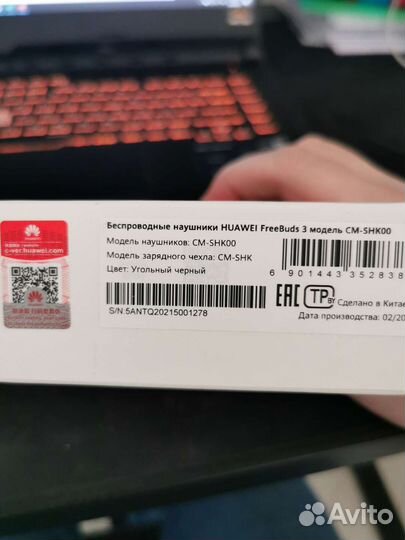 HUAWEI
c-ver.huawei.com
Беспроводные наушники HUAWEI FreeBuds 3 модель CM-SHK00
Модель наушников: CM-SHK00
Модель зарядного чехла: CM-SHK
Цвет: Угольный черный
6 901443 352838
S/N:5ANTQ20215001278
EAC TP BY Сделано в Китае
Дата производства: 02/20
Avito